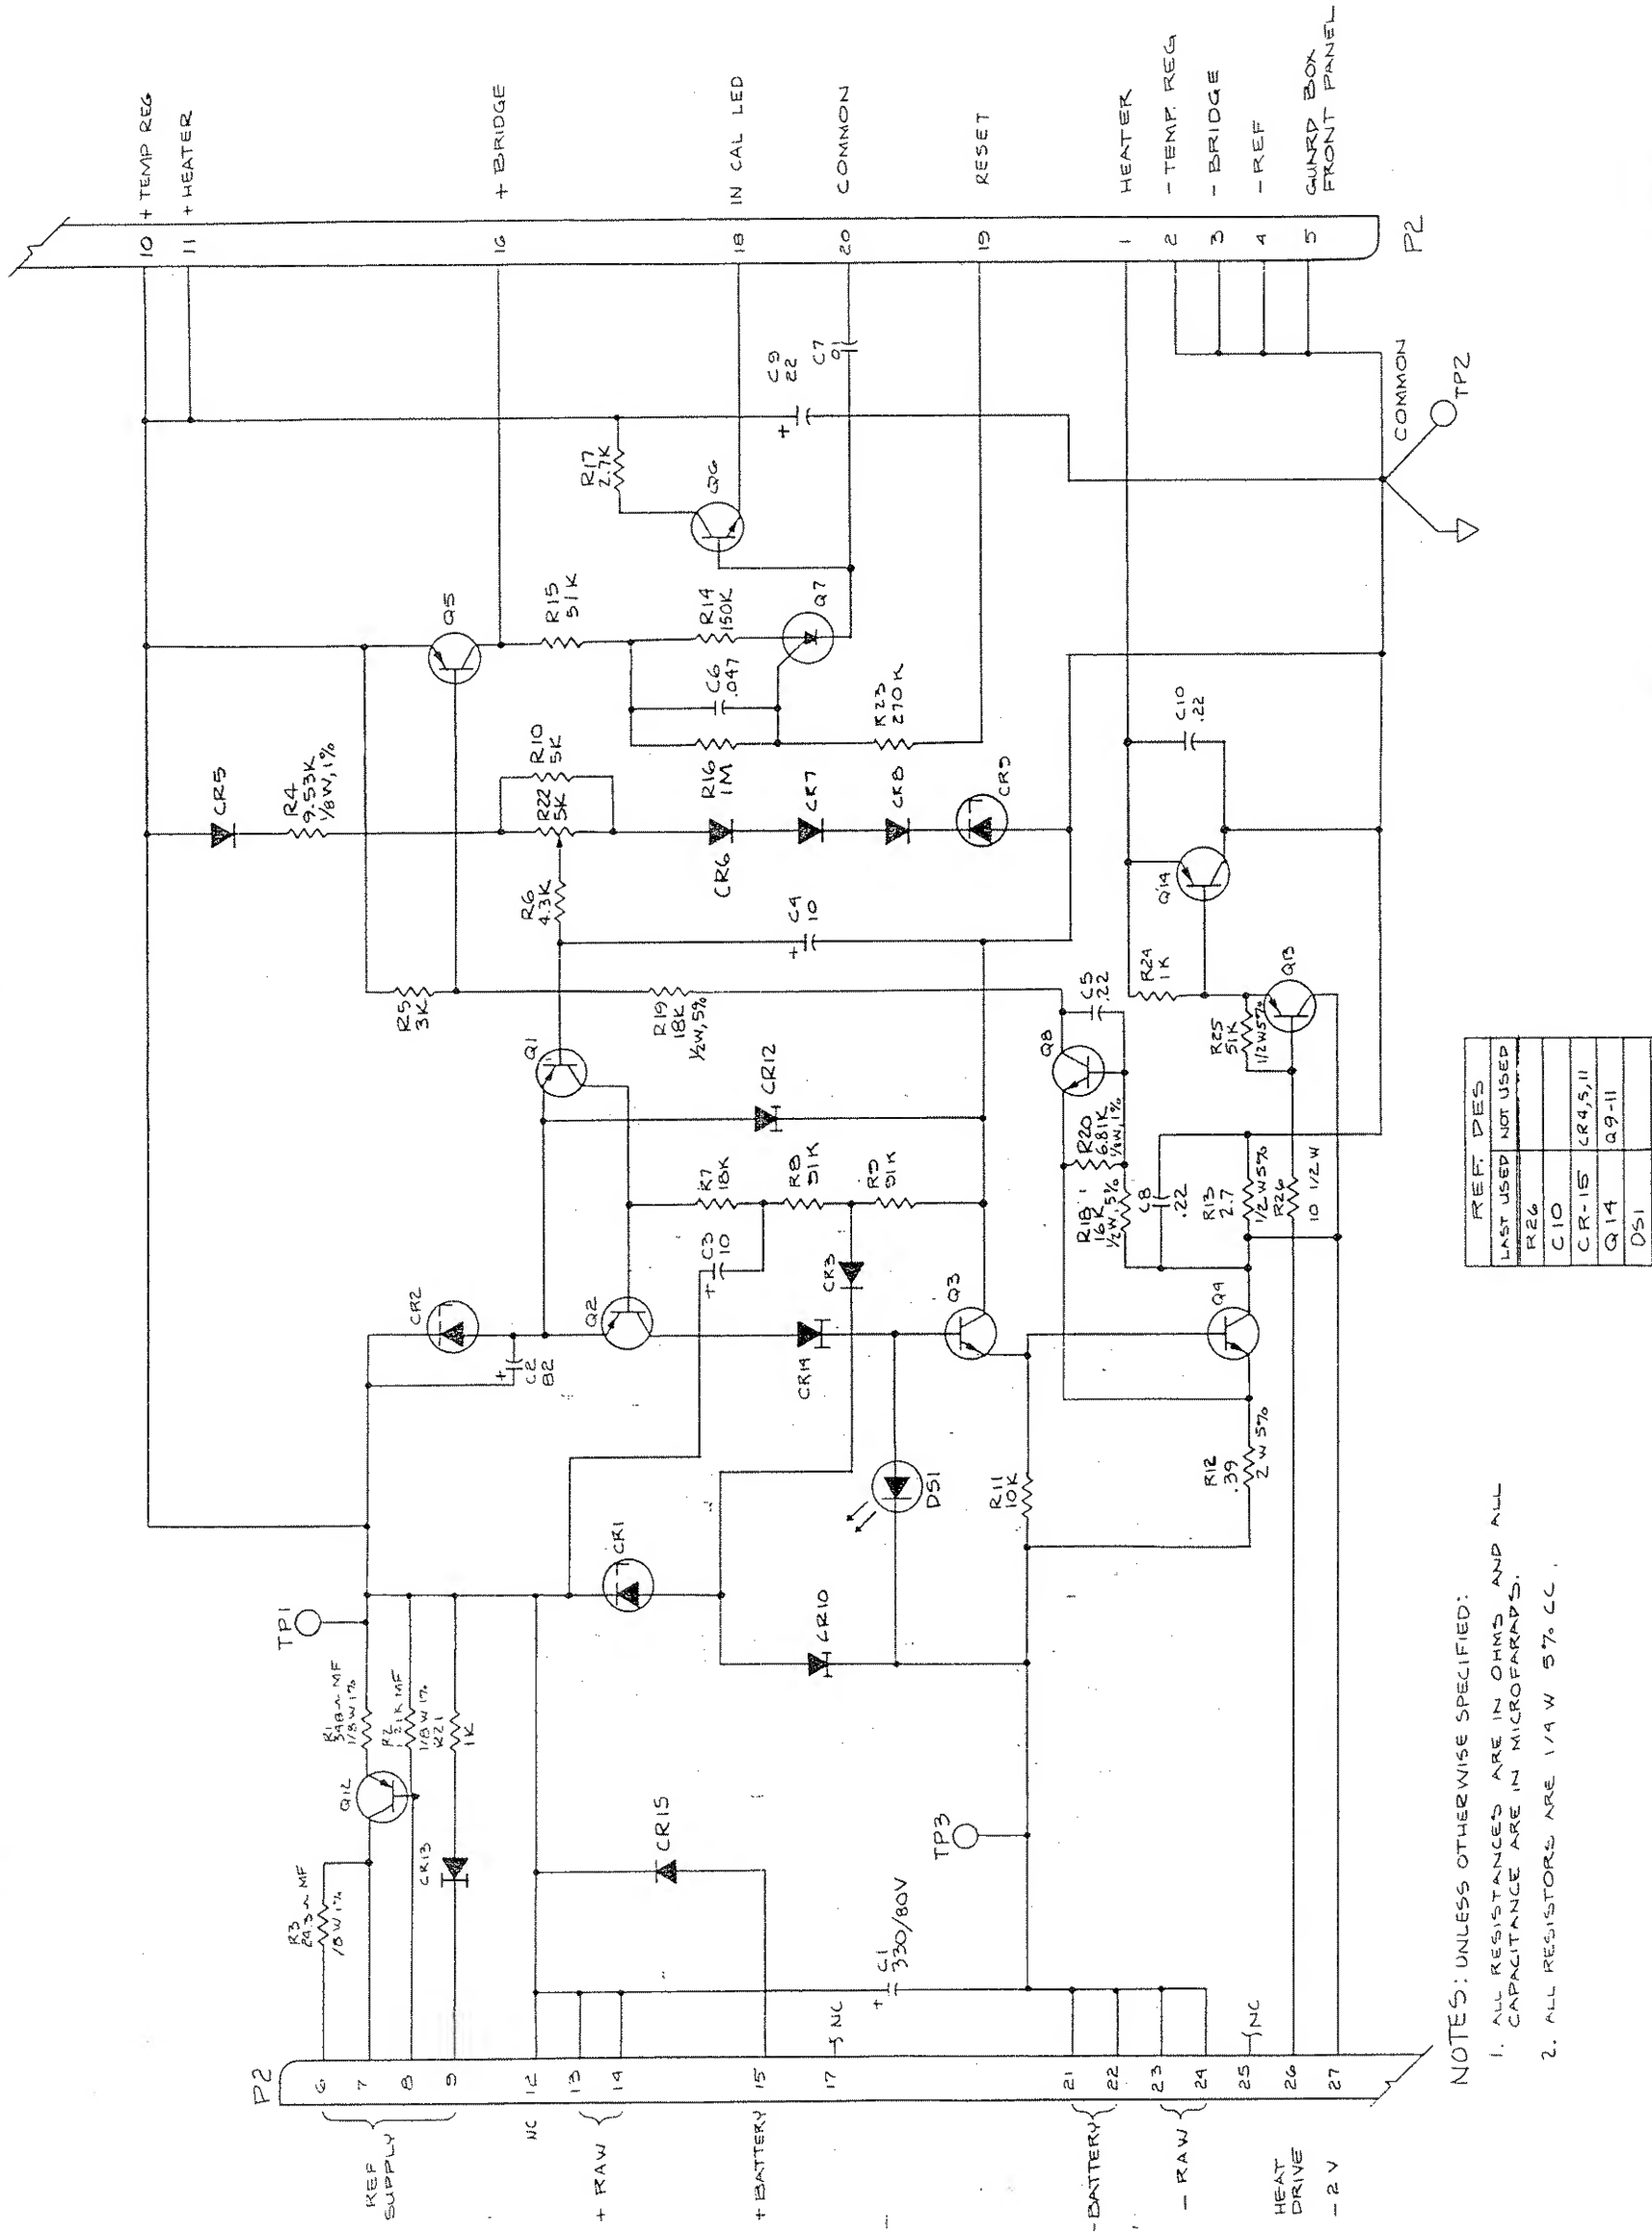 10 + TEMP REG
11 + HEATER
16 + BRIDGE
18 IN CAL LED
20 COMMON
19 RESET
1 HEATER
2 - TEMP. REG
3 - BRIDGE
4 - REF
5 GUARD BOX
FRONT PANEL
P2
COMMON
TP2
CR5
R4
9.53K
1/8W, 1%
Q5
R10
5K
R22
5K
R15
51K
R17
2.7K
Q6
C9
22
+
C7
R6
4.3K
R16
1M
C6
.047
R14
150K
Q7
R23
270K
CR6
CR7
CR8
CR9
C4
10
+
R5
3K
R19
18K
1/2W, 5%
Q1
CR12
Q8
C5
.22
R24
1K
Q14
C10
.22
R25
51K
1/2W5%
Q13
CR2
C2
82
+
Q2
R7
18K
C3
10
+
R8
51K
R9
51K
CR3
CR14
Q3
R20
6.81K
1/8W, 1%
R18
16K
1/2W, 5%
C8
.22
R13
2.7
1/2W5%
R26
10 1/2W
Q4
DS1
R11
10K
R12
.39
2W 5%
CR1
CR10
TP1
R1
348Ω MF
1/8W 1%
R2
1.21K MF
1/8W 1%
R21
1K
Q12
R3
24.3Ω MF
1/8W 1%
CR13
CR15
TP3
C1
330/80V
+
P2
6
7
8
9
REF
SUPPLY
12
NC
13
14
+ RAW
15
+ BATTERY
17
NC
21
22
- BATTERY
23
24
- RAW
25
NC
26
HEAT
DRIVE
27
- 2V
NOTES: UNLESS OTHERWISE SPECIFIED:
1. ALL RESISTANCES ARE IN OHMS AND ALL
CAPACITANCE ARE IN MICROFARADS.
2. ALL RESISTORS ARE 1/4 W 5% CC.
REF. DES
LAST USED NOT USED
R26
C10
CR-15 CR4,5,11
Q14 Q9-11
DS1